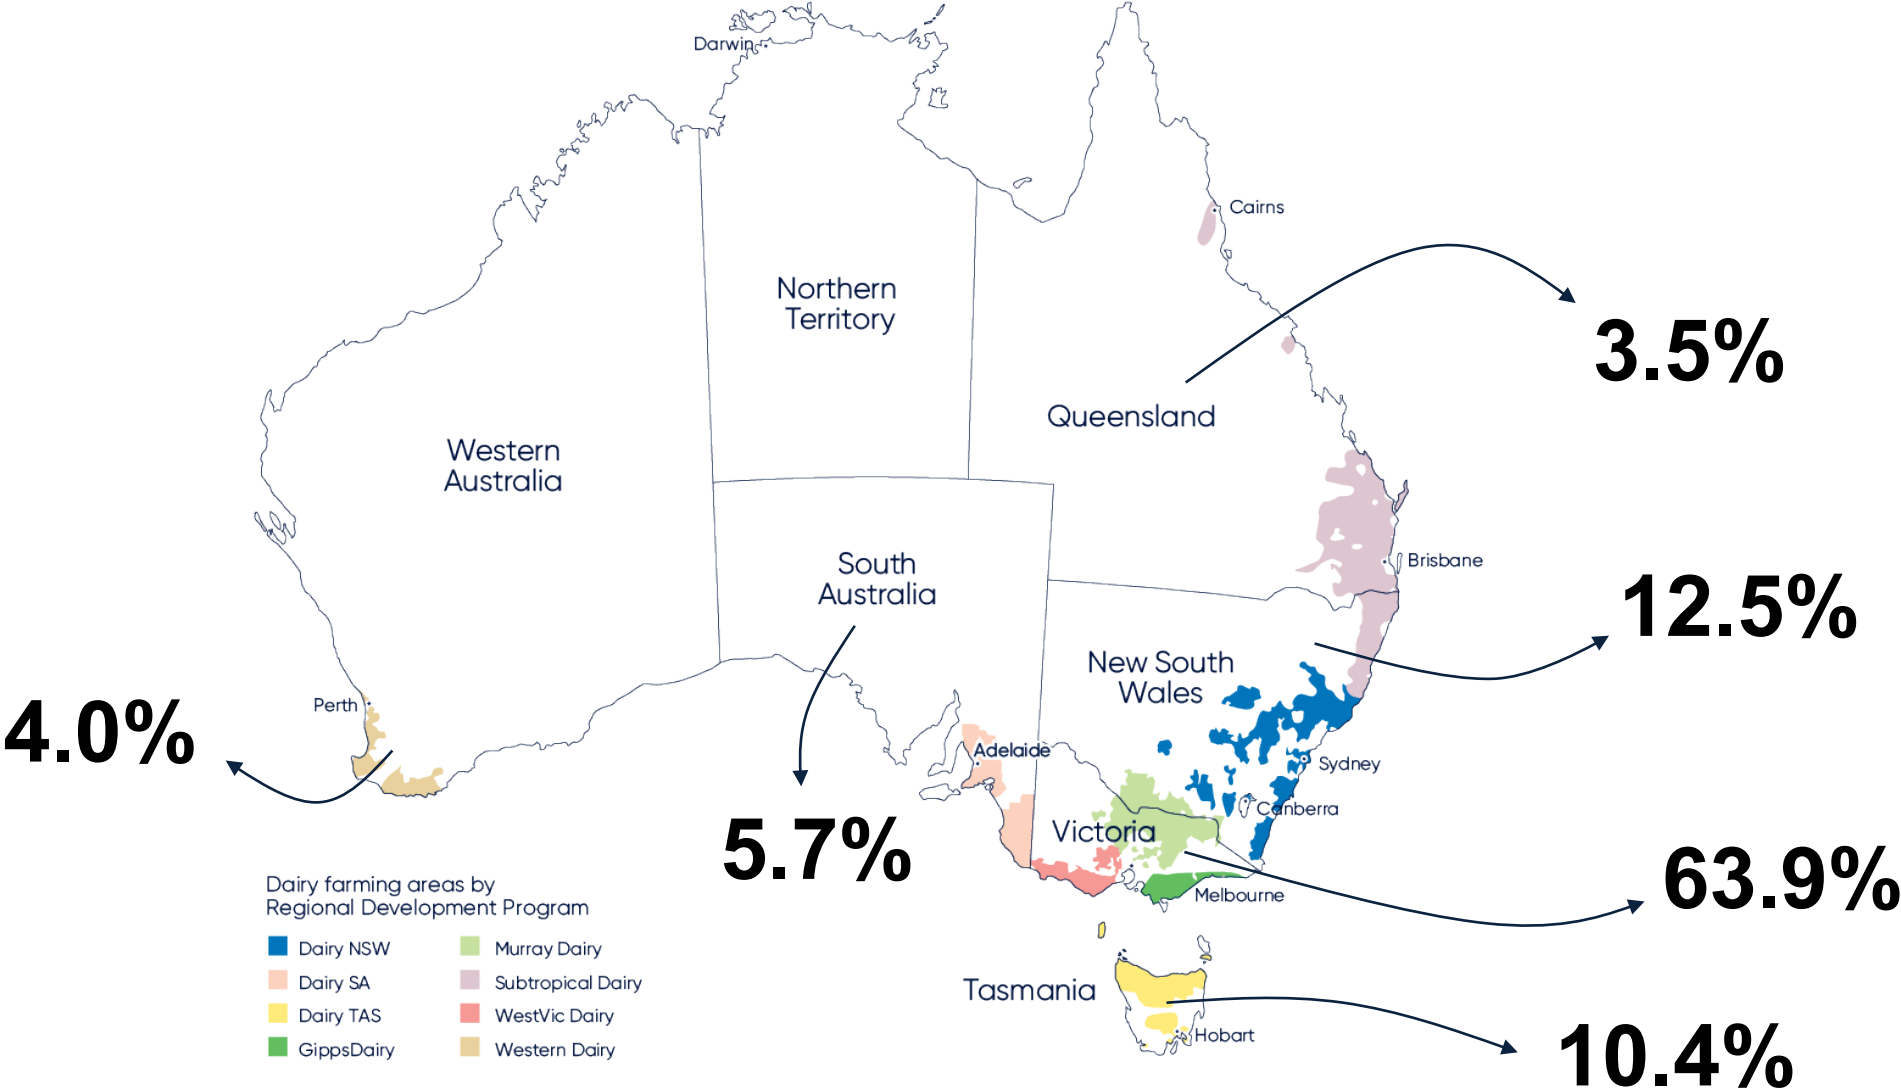 Darwin
Cairns
Northern
Territory
3.5%
Queensland
Western
Australia
South
Australia
Brisbane
12.5%
New South
Wales
Perth
4.0%
Adelaide
Sydney
Canberra
Victoria
5.7%
63.9%
Melbourne
Dairy farming areas by
Regional Development Program
Dairy NSW
Murray Dairy
Dairy SA
Subtropical Dairy
Dairy TAS
WestVic Dairy
GippsDairy
Western Dairy
Tasmania
Hobart
10.4%